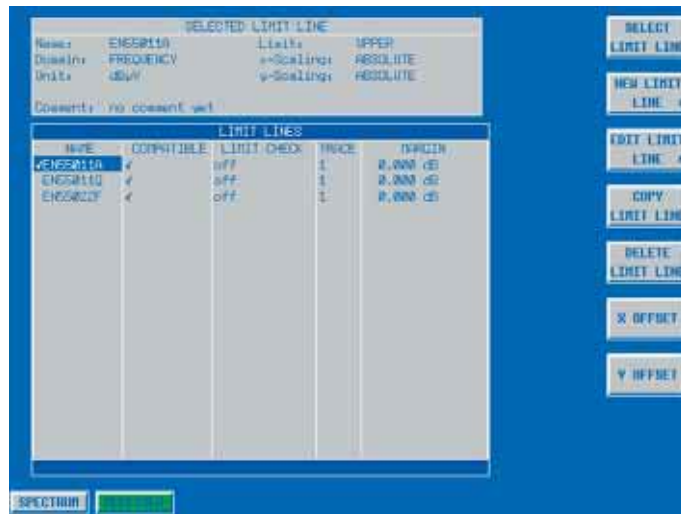 SELECTED LIMIT LINE
Name: EN55011A Limit: UPPER
Domain: FREQUENCY x-Scaling: ABSOLUTE
Unit: dBµV y-Scaling: ABSOLUTE
Comment: no comment yet
LIMIT LINES
NAME COMPATIBLE LIMIT CHECK TRACE MARGIN
✓EN55011A ✓ off 1 0.000 dB
EN55011Q ✓ off 1 0.000 dB
EN55022F ✓ off 1 0.000 dB
SELECT
LIMIT LINE
NEW LIMIT
LINE
EDIT LIMIT
LINE
COPY
LIMIT LINE
DELETE
LIMIT LINE
X OFFSET
Y OFFSET
SPECTRUM